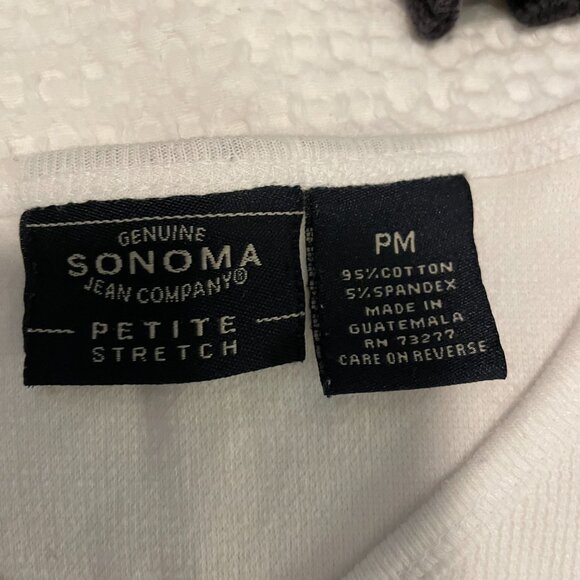 GENUINE
SONOMA
JEAN COMPANY®
PETITE
STRETCH
PM
95% COTTON
5% SPANDEX
MADE IN
GUATEMALA
RN 73277
CARE ON REVERSE